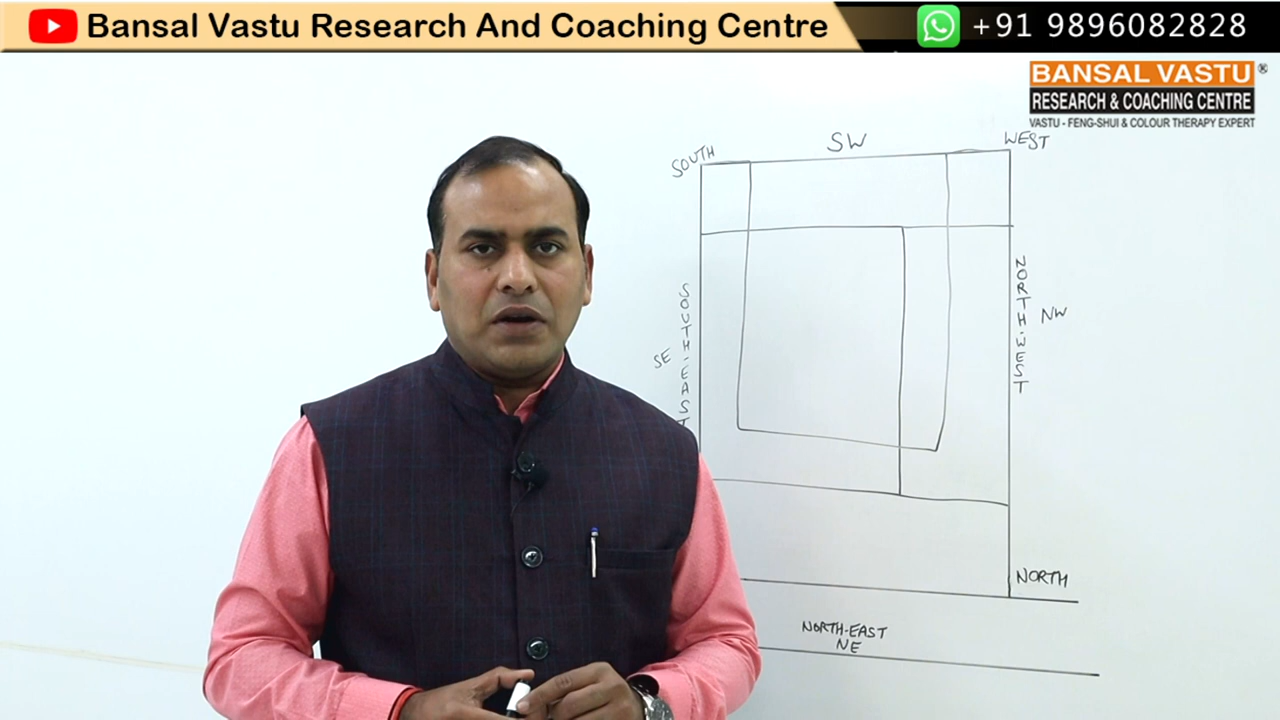 Bansal Vastu Research And Coaching Centre
+91 9896082828
BANSAL VASTU®
RESEARCH & COACHING CENTRE
VASTU - FENG-SHUI & COLOUR THERAPY EXPERT
SOUTH
SW
WEST
SOUTH-EAST
SE
NORTH-WEST
NW
NORTH
NORTH-EAST
NE